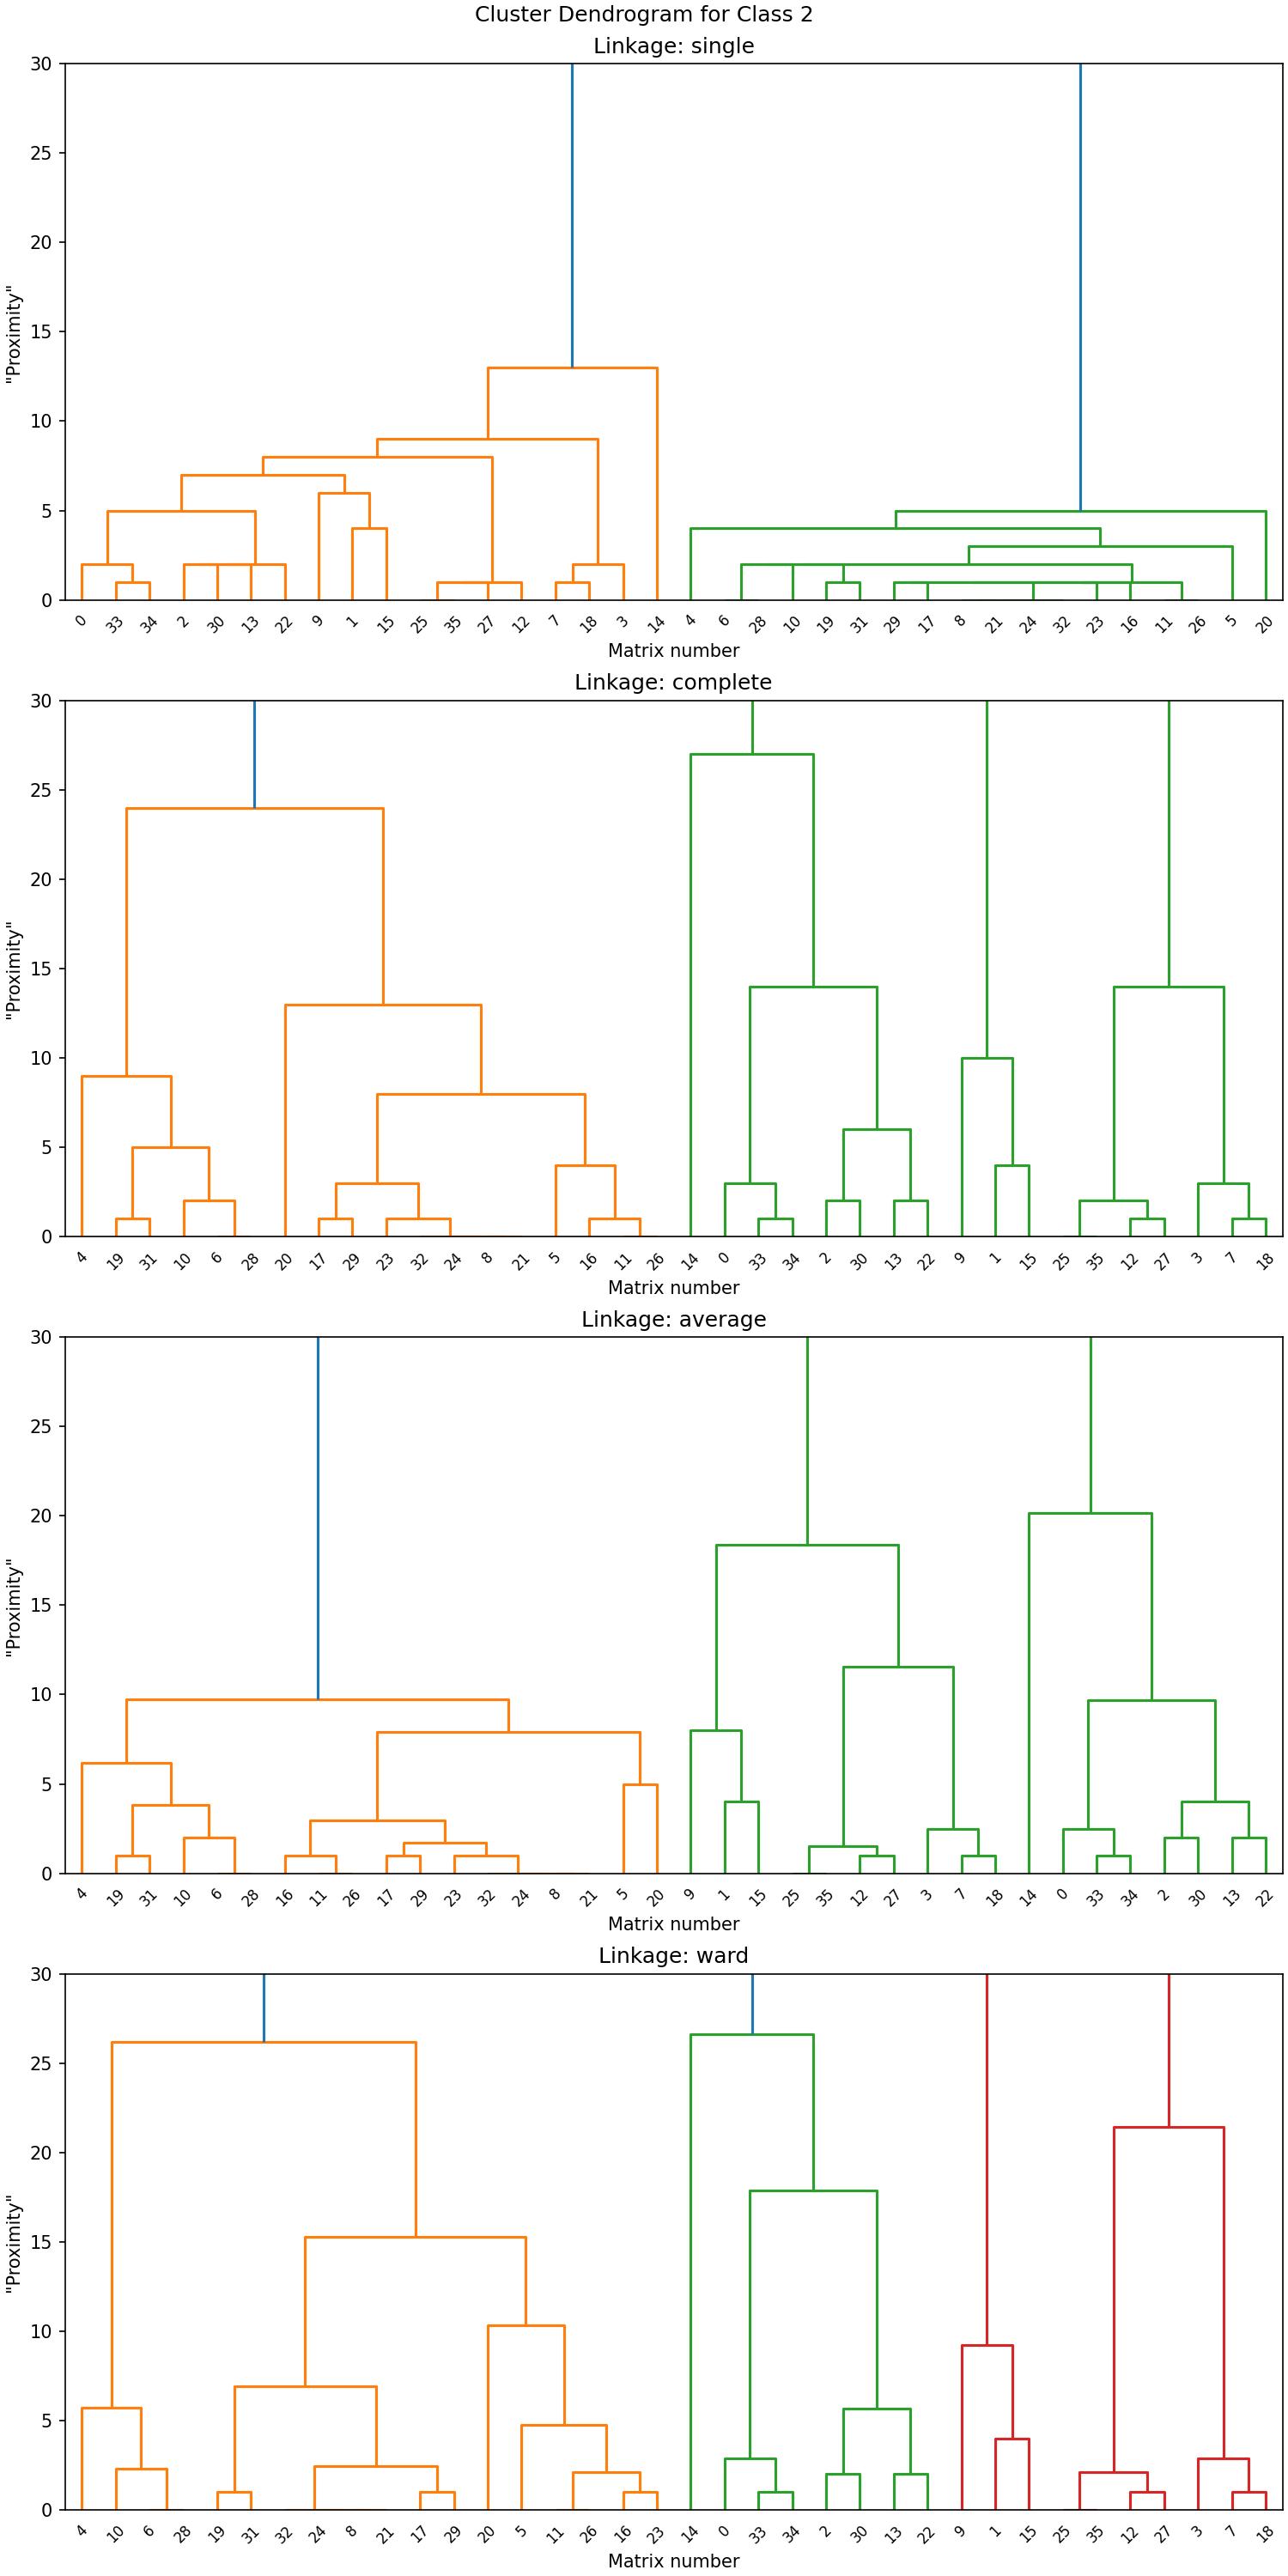 Cluster Dendrogram for Class 2
Linkage: single
30
25
20
15
10
5
0
"Proximity"
0 33 34 2 30 13 22 9 1 15 25 35 27 12 7 18 3 14 4 6 28 10 19 31 29 17 8 21 24 32 23 16 11 26 5 20
Matrix number
Linkage: complete
30
25
20
15
10
5
0
"Proximity"
4 19 31 10 6 28 20 17 29 23 32 24 8 21 5 16 11 26 14 0 33 34 2 30 13 22 9 1 15 25 35 12 27 3 7 18
Matrix number
Linkage: average
30
25
20
15
10
5
0
"Proximity"
4 19 31 10 6 28 16 11 26 17 29 23 32 24 8 21 5 20 9 1 15 25 35 12 27 3 7 18 14 0 33 34 2 30 13 22
Matrix number
Linkage: ward
30
25
20
15
10
5
0
"Proximity"
4 10 6 28 19 31 32 24 8 21 17 29 20 5 11 26 16 23 14 0 33 34 2 30 13 22 9 1 15 25 35 12 27 3 7 18
Matrix number